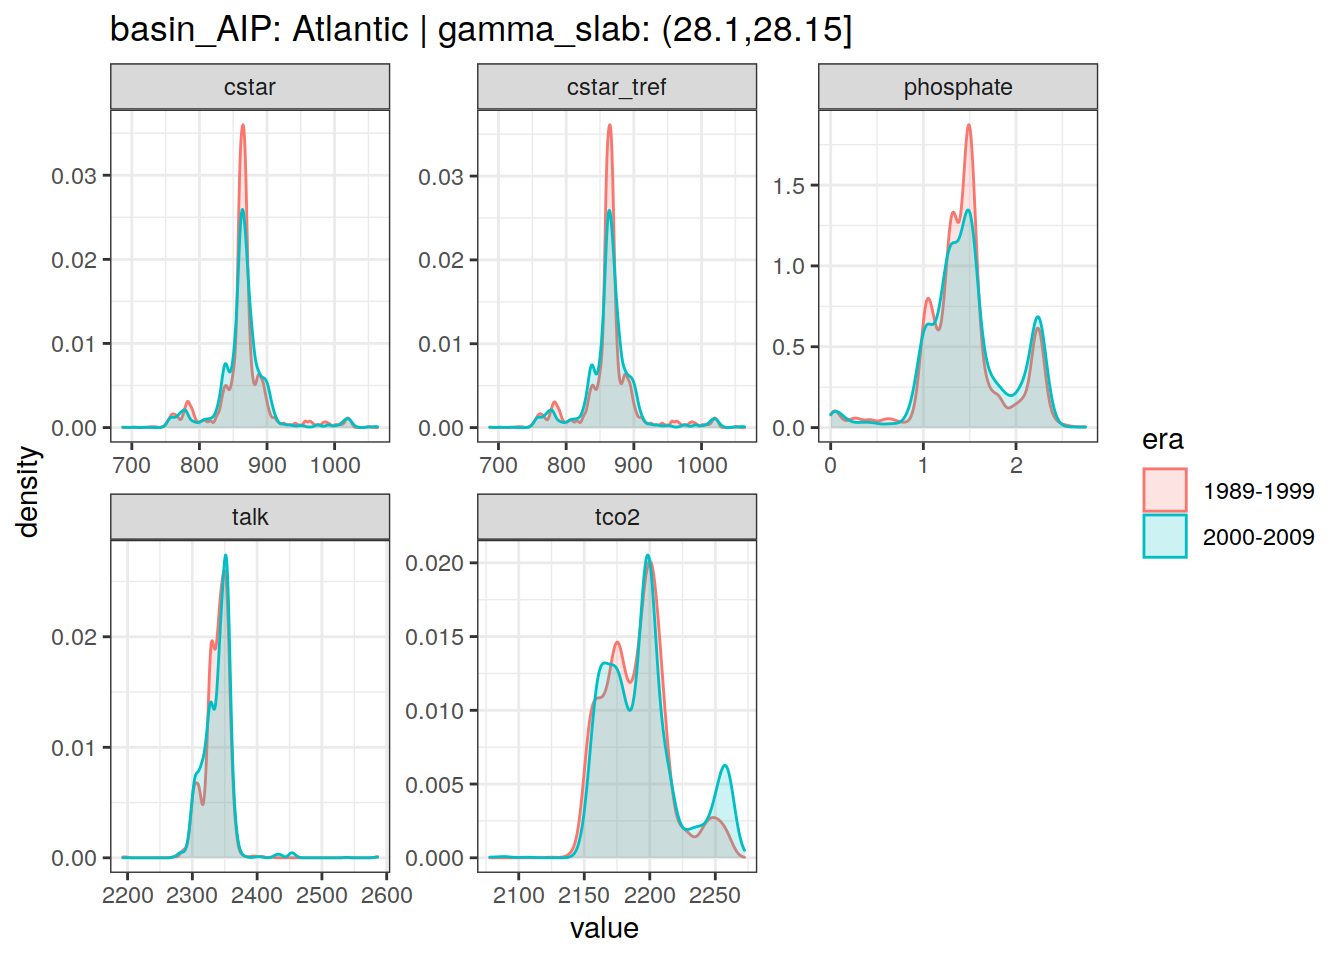 basin_AIP: Atlantic | gamma_slab: (28.1,28.15]
cstar
cstar_tref
phosphate
0.03
0.02
0.01
0.00
700 800 900 1000
0.03
0.02
0.01
0.00
700 800 900 1000
1.5
1.0
0.5
0.0
0 1 2
talk
tco2
0.02
0.01
0.00
2200 2300 2400 2500 2600
0.020
0.015
0.010
0.005
0.000
2100 2150 2200 2250
density
value
era
1989-1999
2000-2009